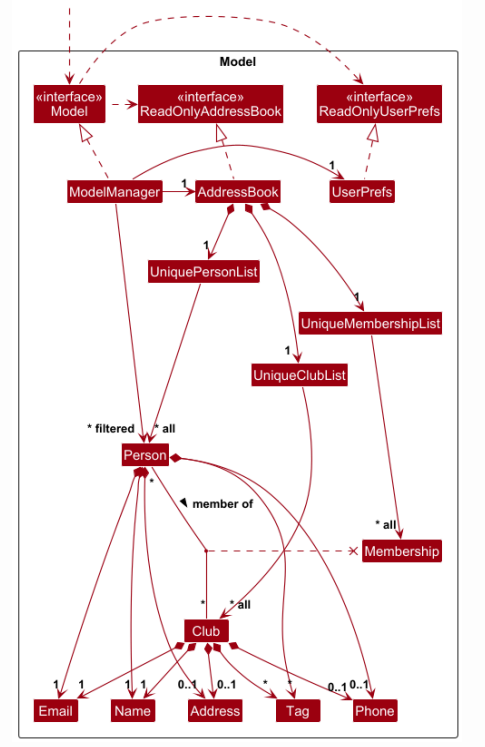 Model
«interface»
Model
«interface»
ReadOnlyAddressBook
«interface»
ReadOnlyUserPrefs
1
ModelManager
1
AddressBook
UserPrefs
1
UniquePersonList
1
UniqueMembershipList
1
UniqueClubList
* filtered
* all
Person
*
member of
* all
Membership
*
* all
Club
1
1
1
1
0..1
0..1
*
*
0..1
0..1
Email
Name
Address
Tag
Phone